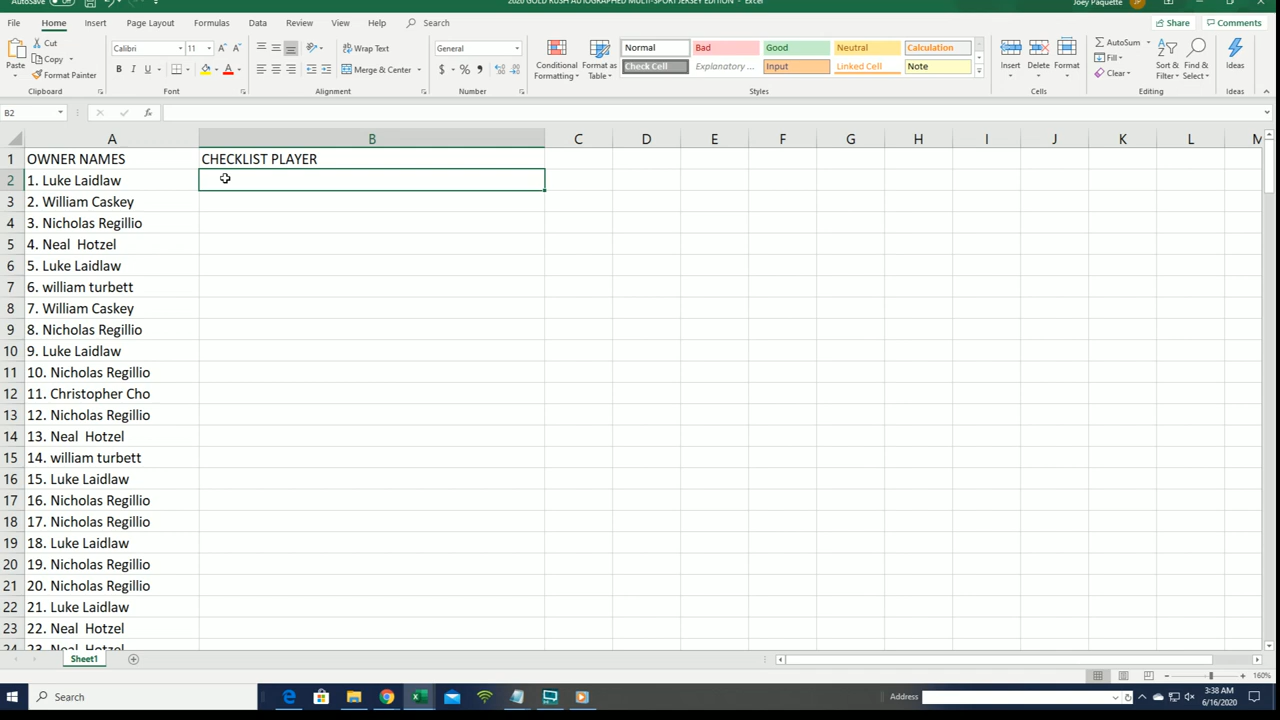 AutoSave
2020 GOLD RUSH AUTOGRAPHED MULTI-SPORT JERSEY EDITION - Excel
Joey Paquette
JP
File Home Insert Page Layout Formulas Data Review View Help Search Share Comments
Paste Cut Copy Format Painter Clipboard
Calibri 11 A A B I U A Font
Wrap Text Merge & Center Alignment
General $ % Number
Conditional Formatting Format as Table
Normal Bad Good Neutral Calculation
Check Cell Explanatory ... Input Linked Cell Note
Styles
Insert Delete Format Cells
AutoSum Fill Clear Sort & Filter Find & Select Editing
Ideas Ideas
B2 fx
A B C D E F G H I J K L M
1 OWNER NAMES CHECKLIST PLAYER
2 1. Luke Laidlaw
3 2. William Caskey
4 3. Nicholas Regillio
5 4. Neal  Hotzel
6 5. Luke Laidlaw
7 6. william turbett
8 7. William Caskey
9 8. Nicholas Regillio
10 9. Luke Laidlaw
11 10. Nicholas Regillio
12 11. Christopher Cho
13 12. Nicholas Regillio
14 13. Neal  Hotzel
15 14. william turbett
16 15. Luke Laidlaw
17 16. Nicholas Regillio
18 17. Nicholas Regillio
19 18. Luke Laidlaw
20 19. Nicholas Regillio
21 20. Nicholas Regillio
22 21. Luke Laidlaw
23 22. Neal  Hotzel
24 23. Neal  Hotzel
Sheet1
160%
Search Address 3:38 AM
6/16/2020